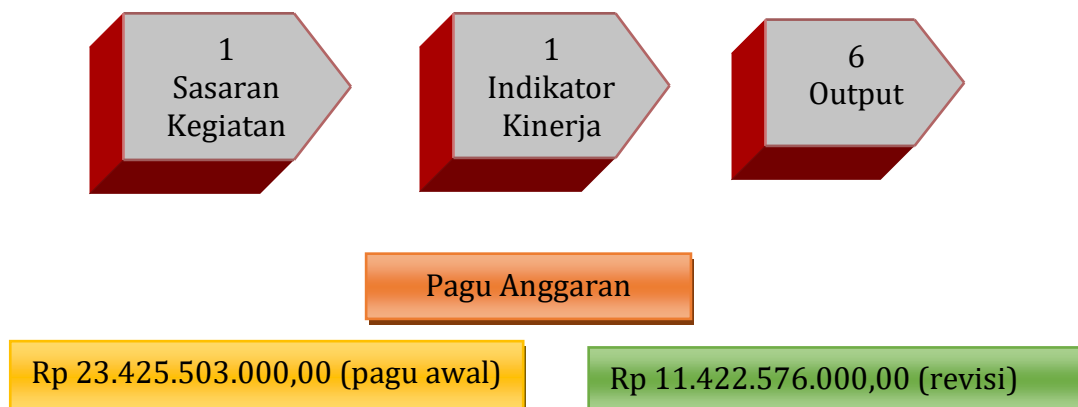 1
Sasaran
Kegiatan
1
Indikator
Kinerja
6
Output
Pagu Anggaran
Rp 23.425.503.000,00 (pagu awal)
Rp 11.422.576.000,00 (revisi)